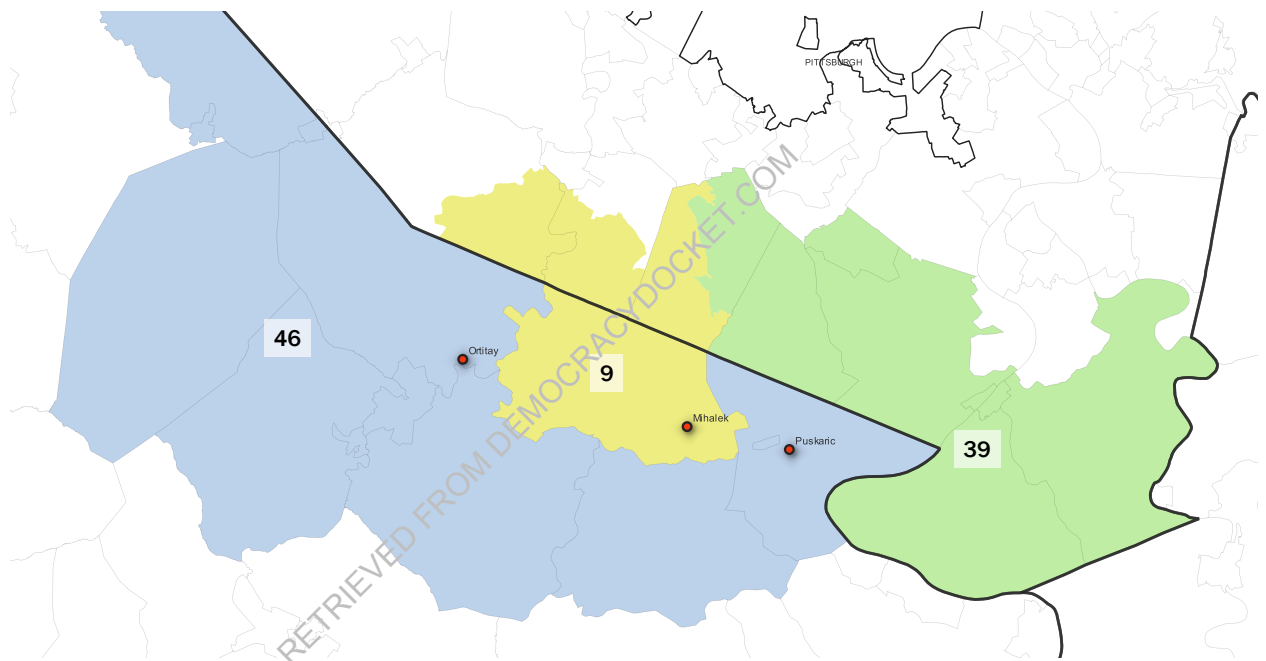 PITTSBURGH
46
Ortitay
9
Mihalek
Puskaric
39
RETRIEVED FROM DEMOCRACYDOCKET.COM